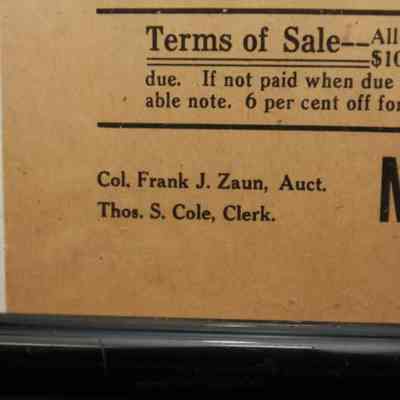 Terms of Sale--All
$10
due. If not paid when due
able note. 6 per cent off for
Col. Frank J. Zaun, Auct.
Thos. S. Cole, Clerk.